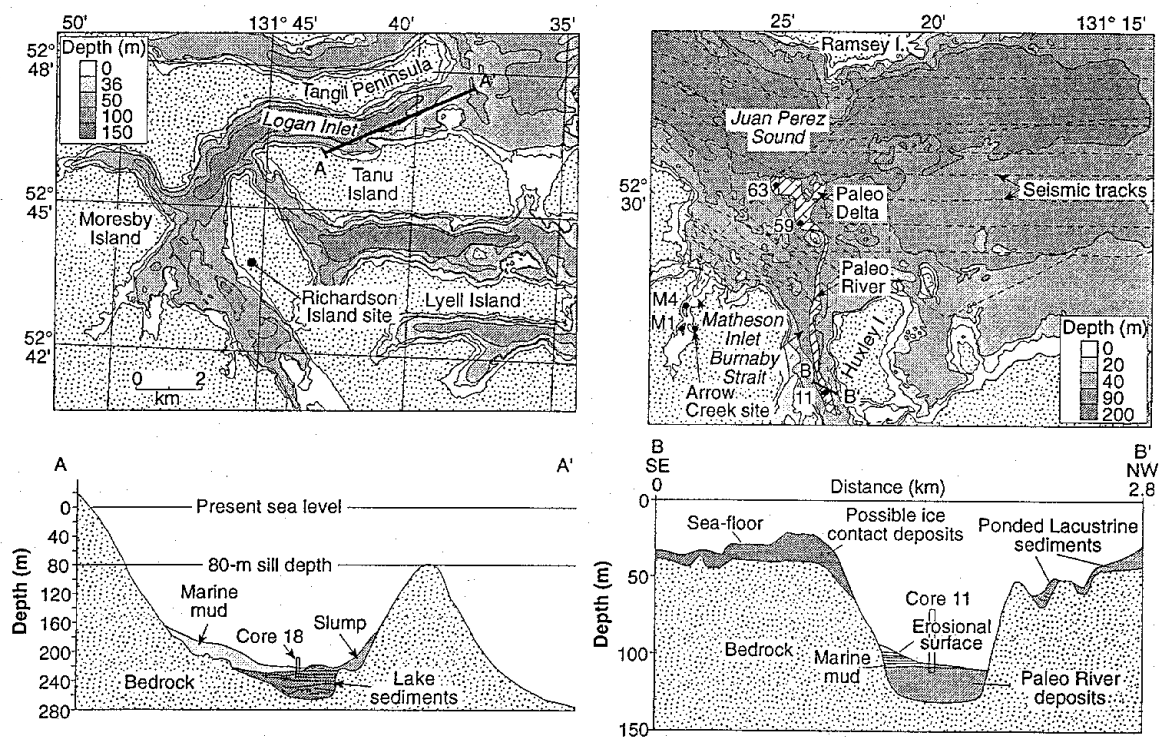 50'
131° 45'
40'
35'
52°
48'
Depth (m)
0
36
50
100
150
Tangil Peninsula
A'
Logan Inlet
A
Tanu
Island
52°
45'
Moresby
Island
Richardson
Island site
Lyell Island
52°
42'
0 2
km
25'
20'
131° 15'
Ramsey I.
Juan Perez
Sound
52°
30'
63
Paleo
Delta
Seismic tracks
59
Paleo
River
M4
M1
Matheson
Inlet
Burnaby
Strait
Huxley I.
Depth (m)
0
20
40
90
200
B
11
B'
Arrow
Creek site
A
A'
Depth (m)
0
40
80
120
160
200
240
280
Present sea level
80-m sill depth
Marine
mud
Core 18
Slump
Bedrock
Lake
sediments
B
SE
0
Distance (km)
B'
NW
2.8
Depth (m)
0
50
100
150
Sea-floor
Possible ice
contact deposits
Ponded Lacustrine
sediments
Core 11
Erosional
surface
Bedrock
Marine
mud
Paleo River
deposits